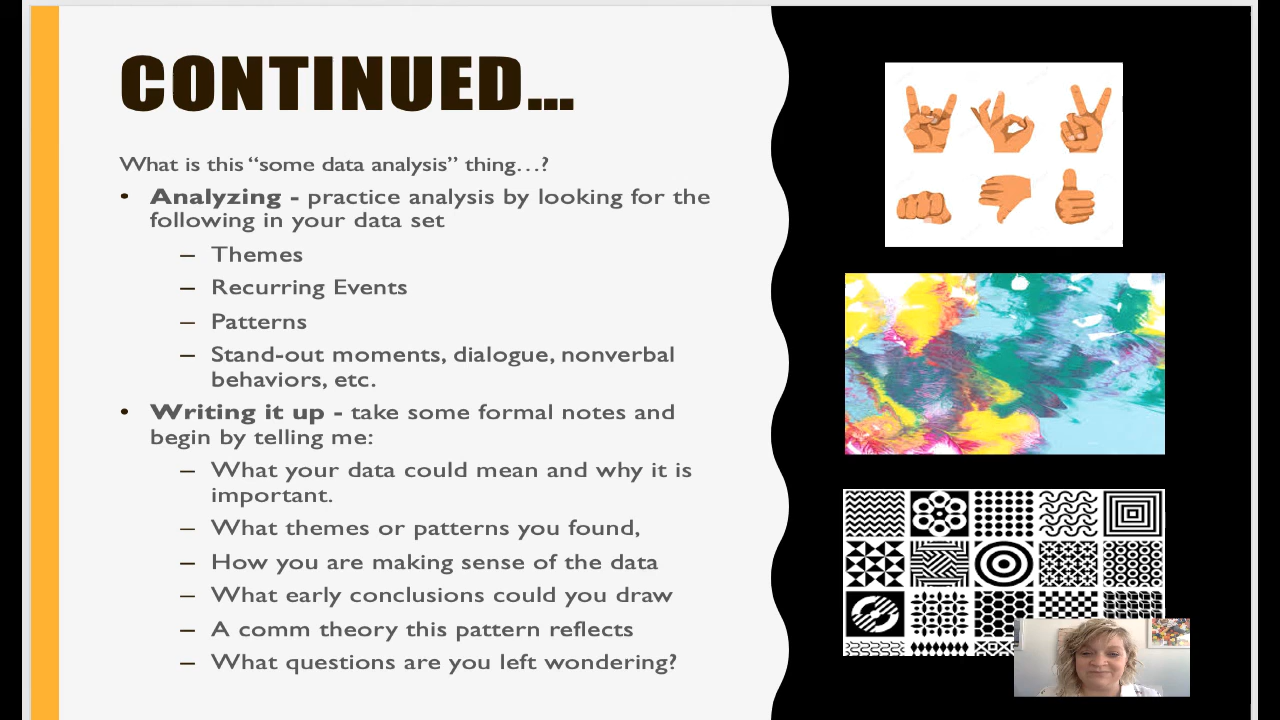 CONTINUED...
What is this “some data analysis” thing…?
• Analyzing - practice analysis by looking for the
following in your data set
– Themes
– Recurring Events
– Patterns
– Stand-out moments, dialogue, nonverbal
behaviors, etc.
• Writing it up - take some formal notes and
begin by telling me:
– What your data could mean and why it is
important.
– What themes or patterns you found,
– How you are making sense of the data
– What early conclusions could you draw
– A comm theory this pattern reflects
– What questions are you left wondering?